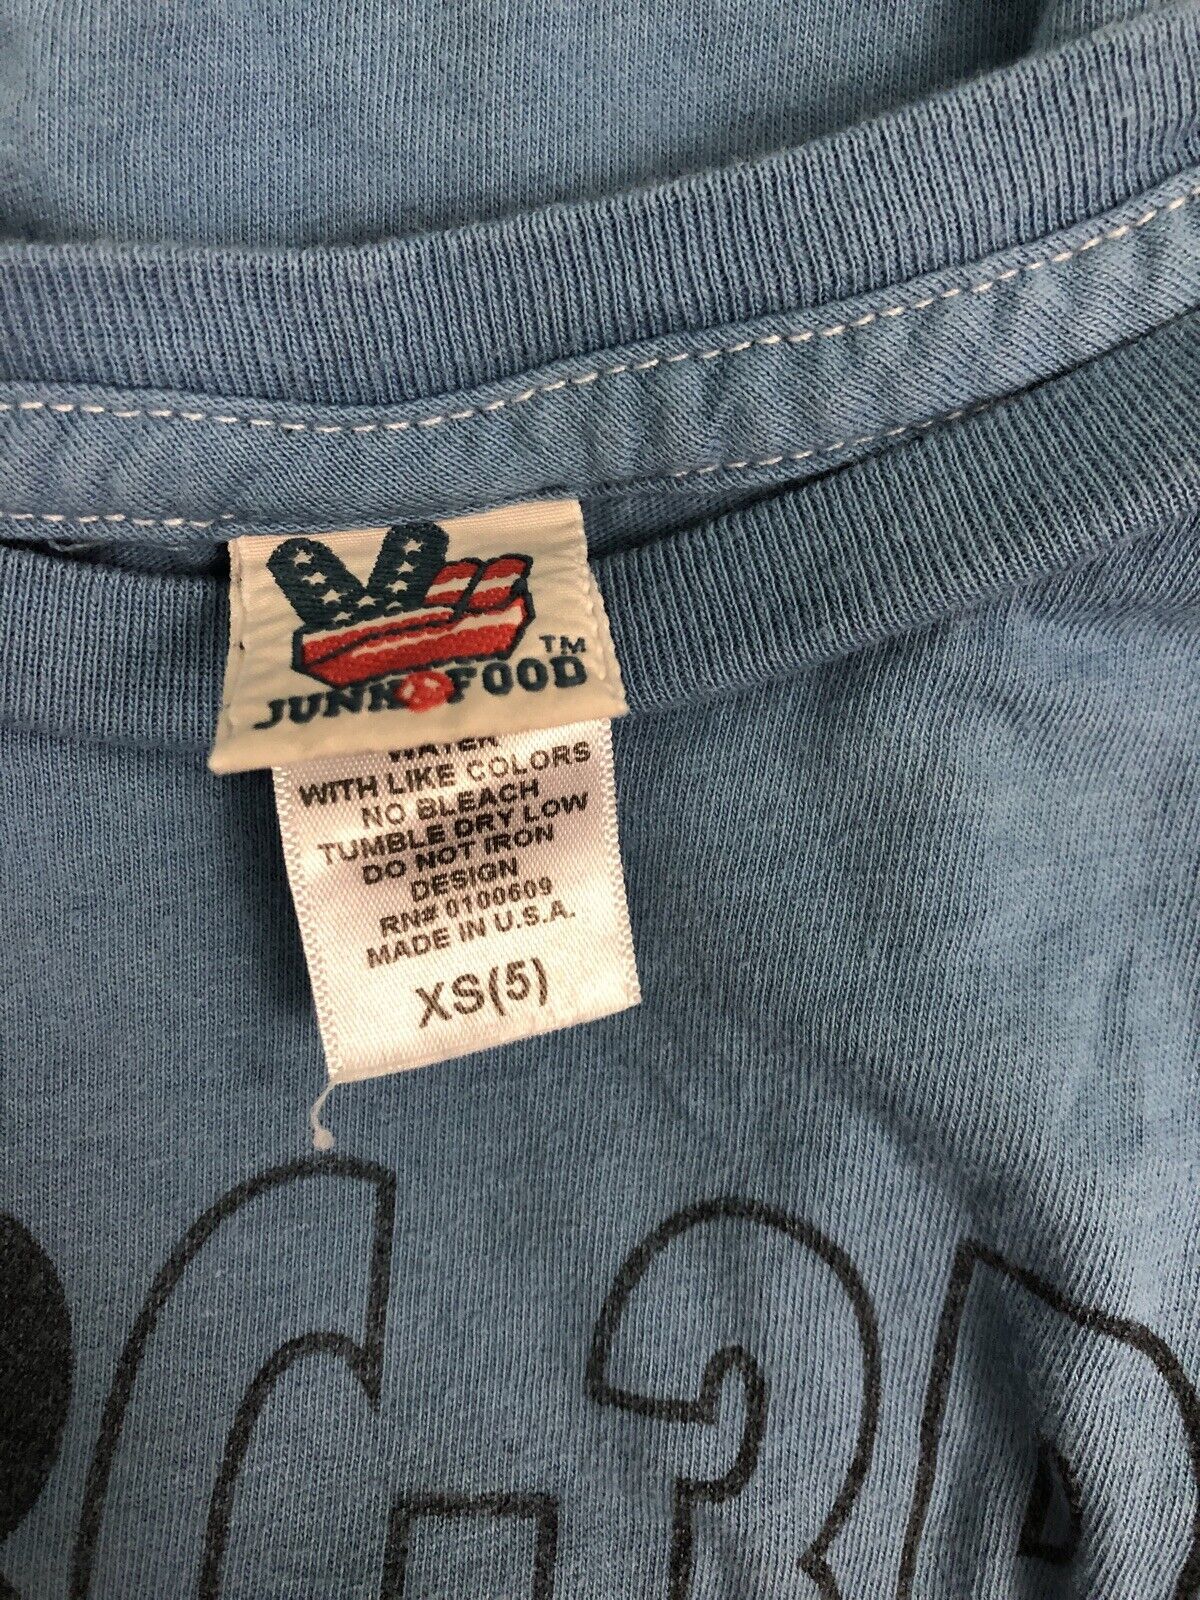 TM
JUNK FOOD
WATER
WITH LIKE COLORS
NO BLEACH
TUMBLE DRY LOW
DO NOT IRON
DESIGN
RN# 0100609
MADE IN U.S.A.
XS(5)